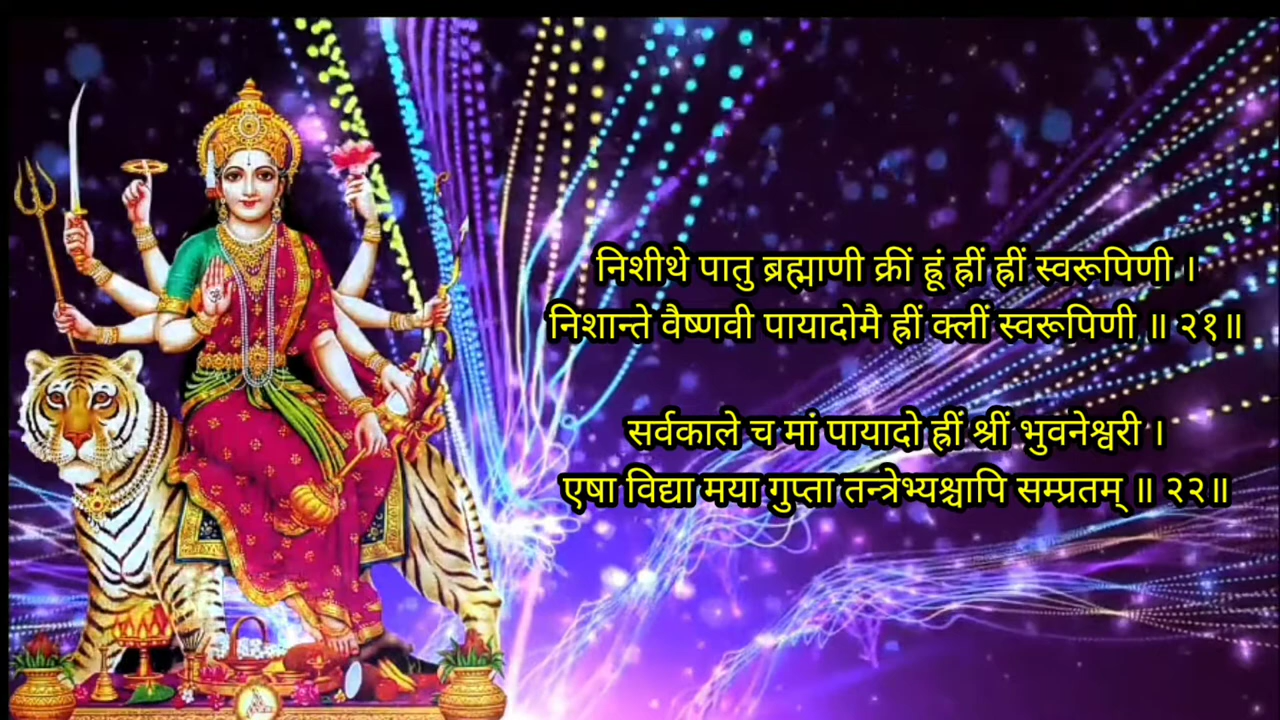 निशीथे पातु ब्रह्माणी क्रीं ह्रूं ह्रीं ह्रीं स्वरूपिणी ।
निशान्ते वैष्णवी पायादोमै ह्रीं क्लीं स्वरूपिणी ॥ २१॥
सर्वकाले च मां पायादो ह्रीं श्रीं भुवनेश्वरी ।
एषा विद्या मया गुप्ता तन्त्रेभ्यश्चापि सम्प्रतम् ॥ २२॥